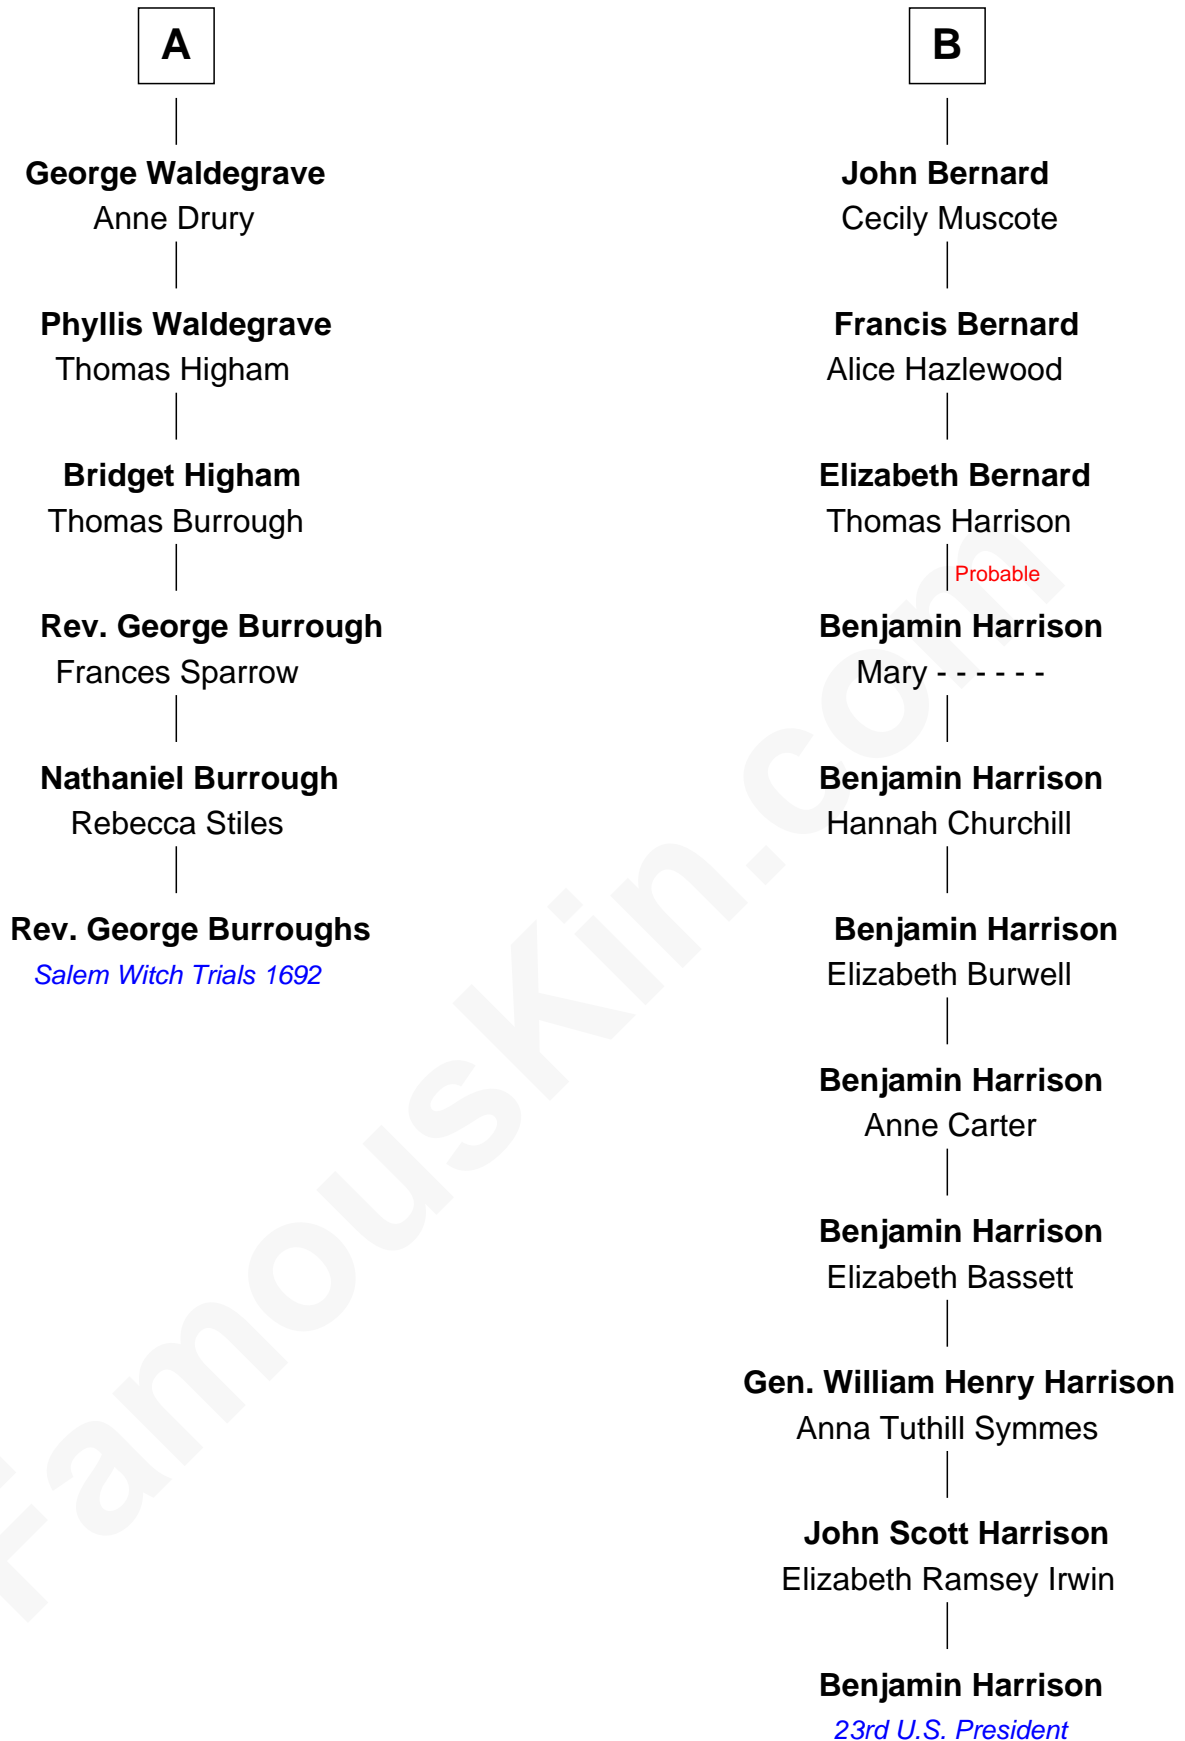 A
George Waldegrave
Anne Drury
Phyllis Waldegrave
Thomas Higham
Bridget Higham
Thomas Burrough
Rev. George Burrough
Frances Sparrow
Nathaniel Burrough
Rebecca Stiles
Rev. George Burroughs
Salem Witch Trials 1692
B
John Bernard
Cecily Muscote
Francis Bernard
Alice Hazlewood
Elizabeth Bernard
Thomas Harrison
Probable
Benjamin Harrison
Mary - - - - - -
Benjamin Harrison
Hannah Churchill
Benjamin Harrison
Elizabeth Burwell
Benjamin Harrison
Anne Carter
Benjamin Harrison
Elizabeth Bassett
Gen. William Henry Harrison
Anna Tuthill Symmes
John Scott Harrison
Elizabeth Ramsey Irwin
Benjamin Harrison
23rd U.S. President
FamousKin.com